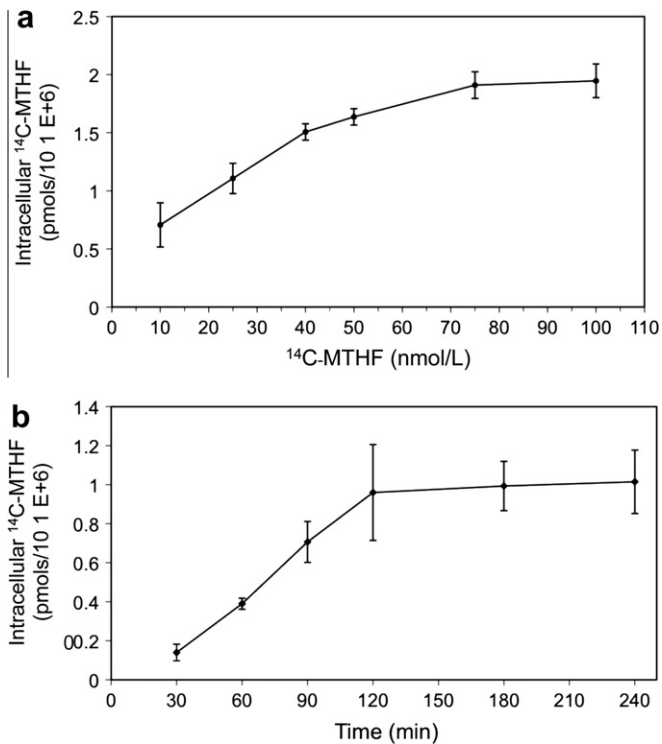 a
Intracellular ¹⁴C-MTHF
(pmols/10 1 E+6)
2.5
2
1.5
1
0.5
0
0 10 20 30 40 50 60 70 80 90 100 110
¹⁴C-MTHF (nmol/L)
b
Intracellular ¹⁴C-MTHF
(pmols/10 1 E+6)
1.4
1.2
1
0.8
0.6
0.4
00.2
0
0 30 60 90 120 150 180 210 240
Time (min)